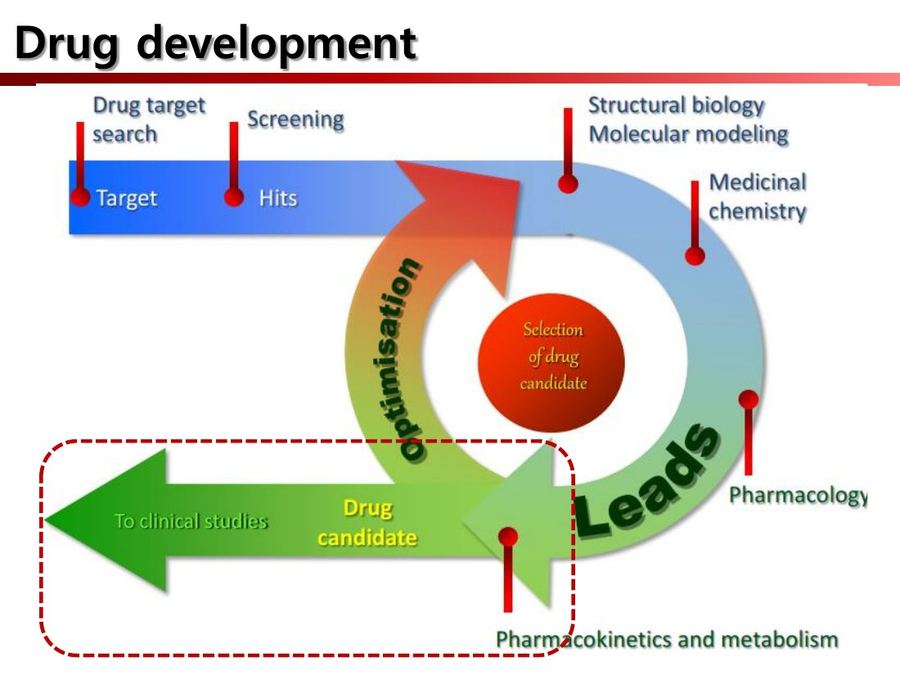 Drug development
Drug target
search
Screening
Structural biology
Molecular modeling
Target
Hits
Medicinal
chemistry
optimisation
Selection
of drug
candidate
Leads
Pharmacology
To clinical studies
Drug
candidate
Pharmacokinetics and metabolism